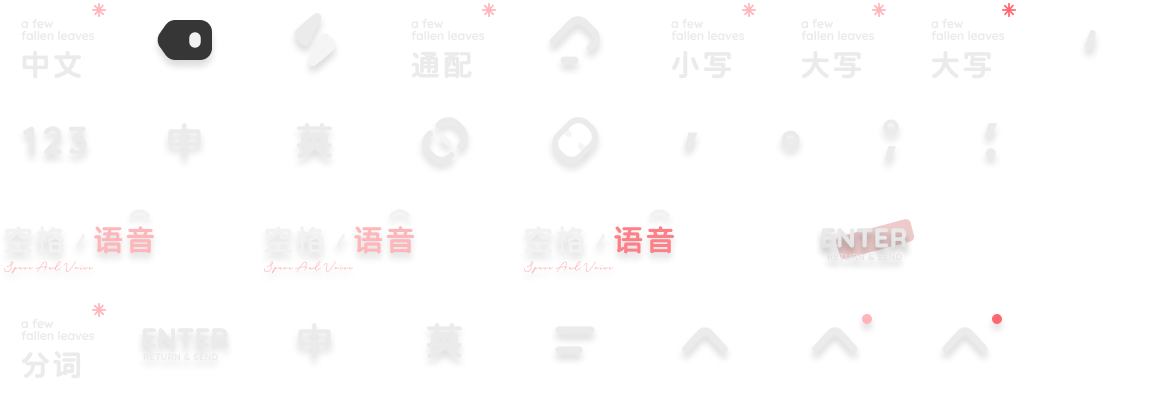 a few
fallen leaves
中文
a few
fallen leaves
通配
a few
fallen leaves
小写
a few
fallen leaves
大写
a few
fallen leaves
大写
,
123
中
英
,
。
;
!
空格 / 语音
Space And Voice
空格 / 语音
Space And Voice
空格 / 语音
Space And Voice
ENTER
RETURN & SEND
a few
fallen leaves
分词
ENTER
RETURN & SEND
中
英